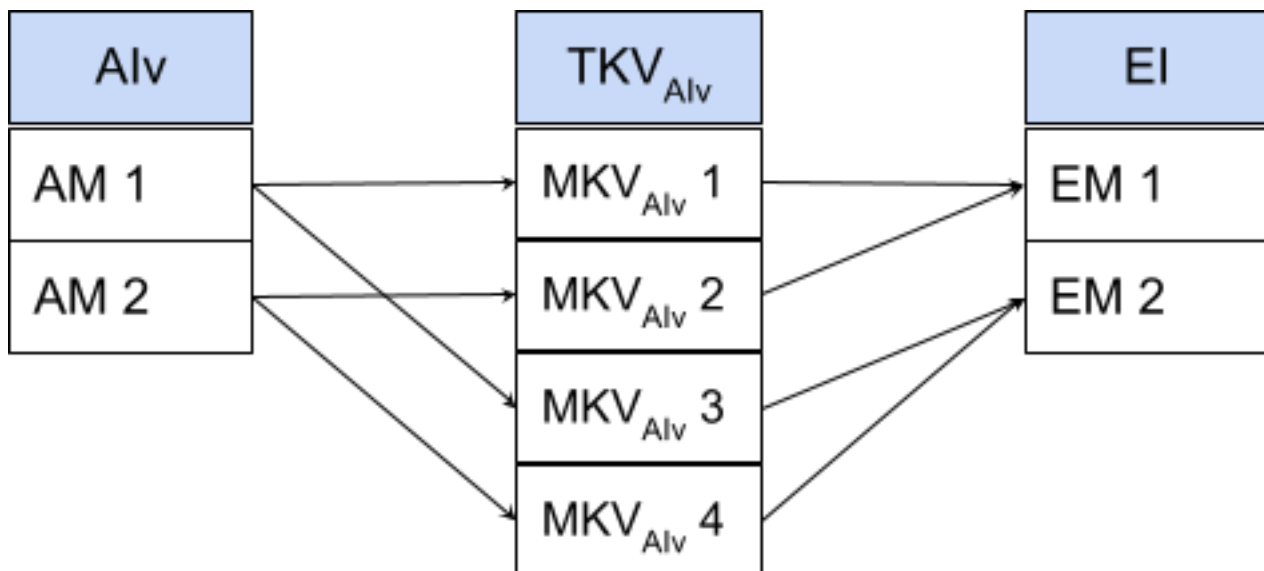 AIv
TKV_AIv
EI
AM 1
AM 2
MKV_AIv 1
MKV_AIv 2
MKV_AIv 3
MKV_AIv 4
EM 1
EM 2